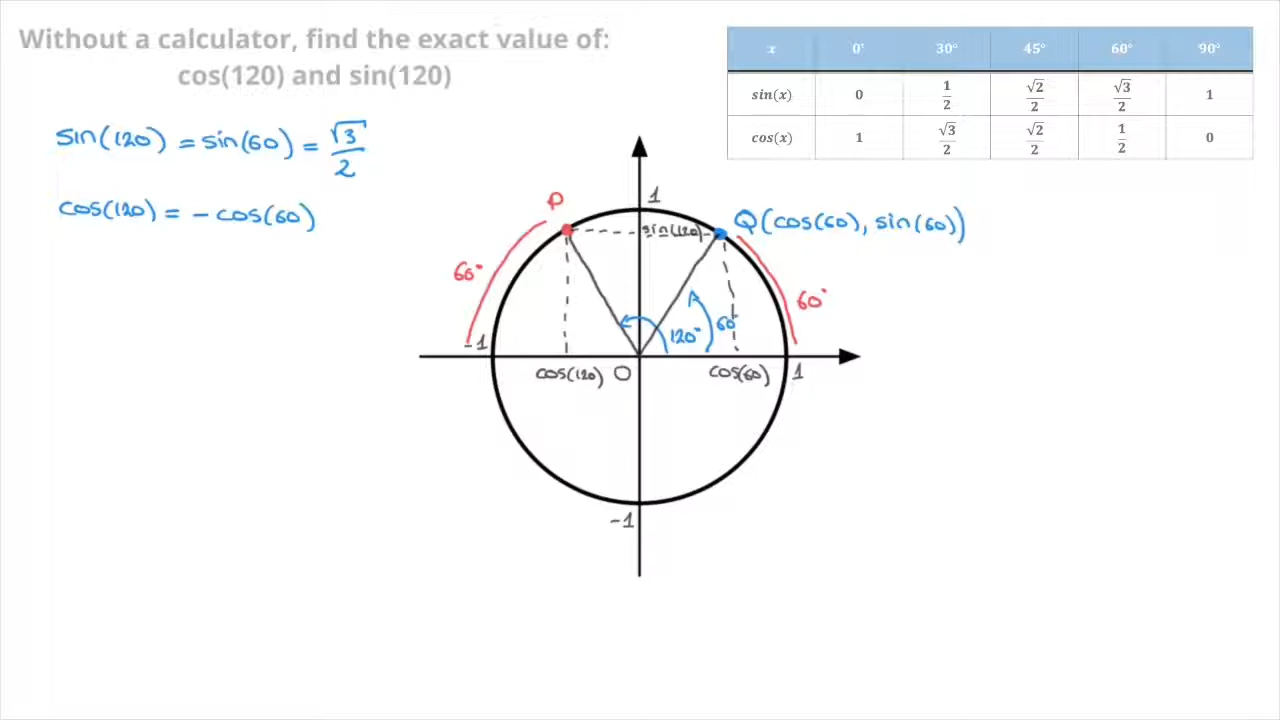 Without a calculator, find the exact value of:
cos(120) and sin(120)
x 0° 30° 45° 60° 90°
sin(x) 0 1/2 √2/2 √3/2 1
cos(x) 1 √3/2 √2/2 1/2 0
sin(120) = sin(60) = √3/2
cos(120) = -cos(60)
P
1
Q(cos(60), sin(60))
sin(120)
60°
60°
-1
120°
60
cos(120)
O
cos(60)
1
-1